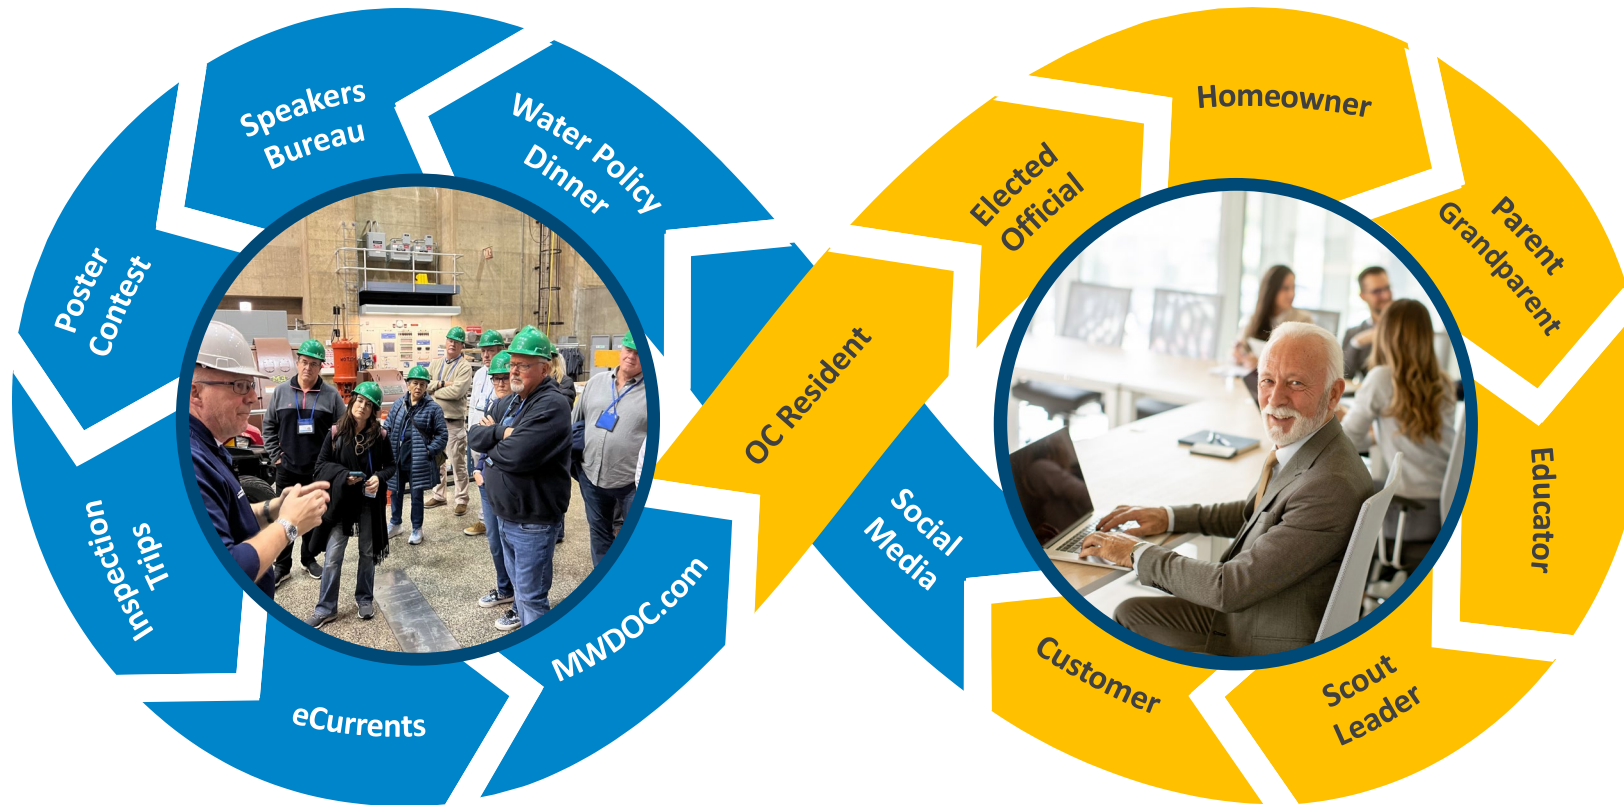 Speakers
Bureau
Water Policy
Dinner
Poster
Contest
Inspection
Trips
eCurrents
MWDOC.com
OC Resident
Social
Media
Elected
Official
Homeowner
Parent
Grandparent
Educator
Scout
Leader
Customer